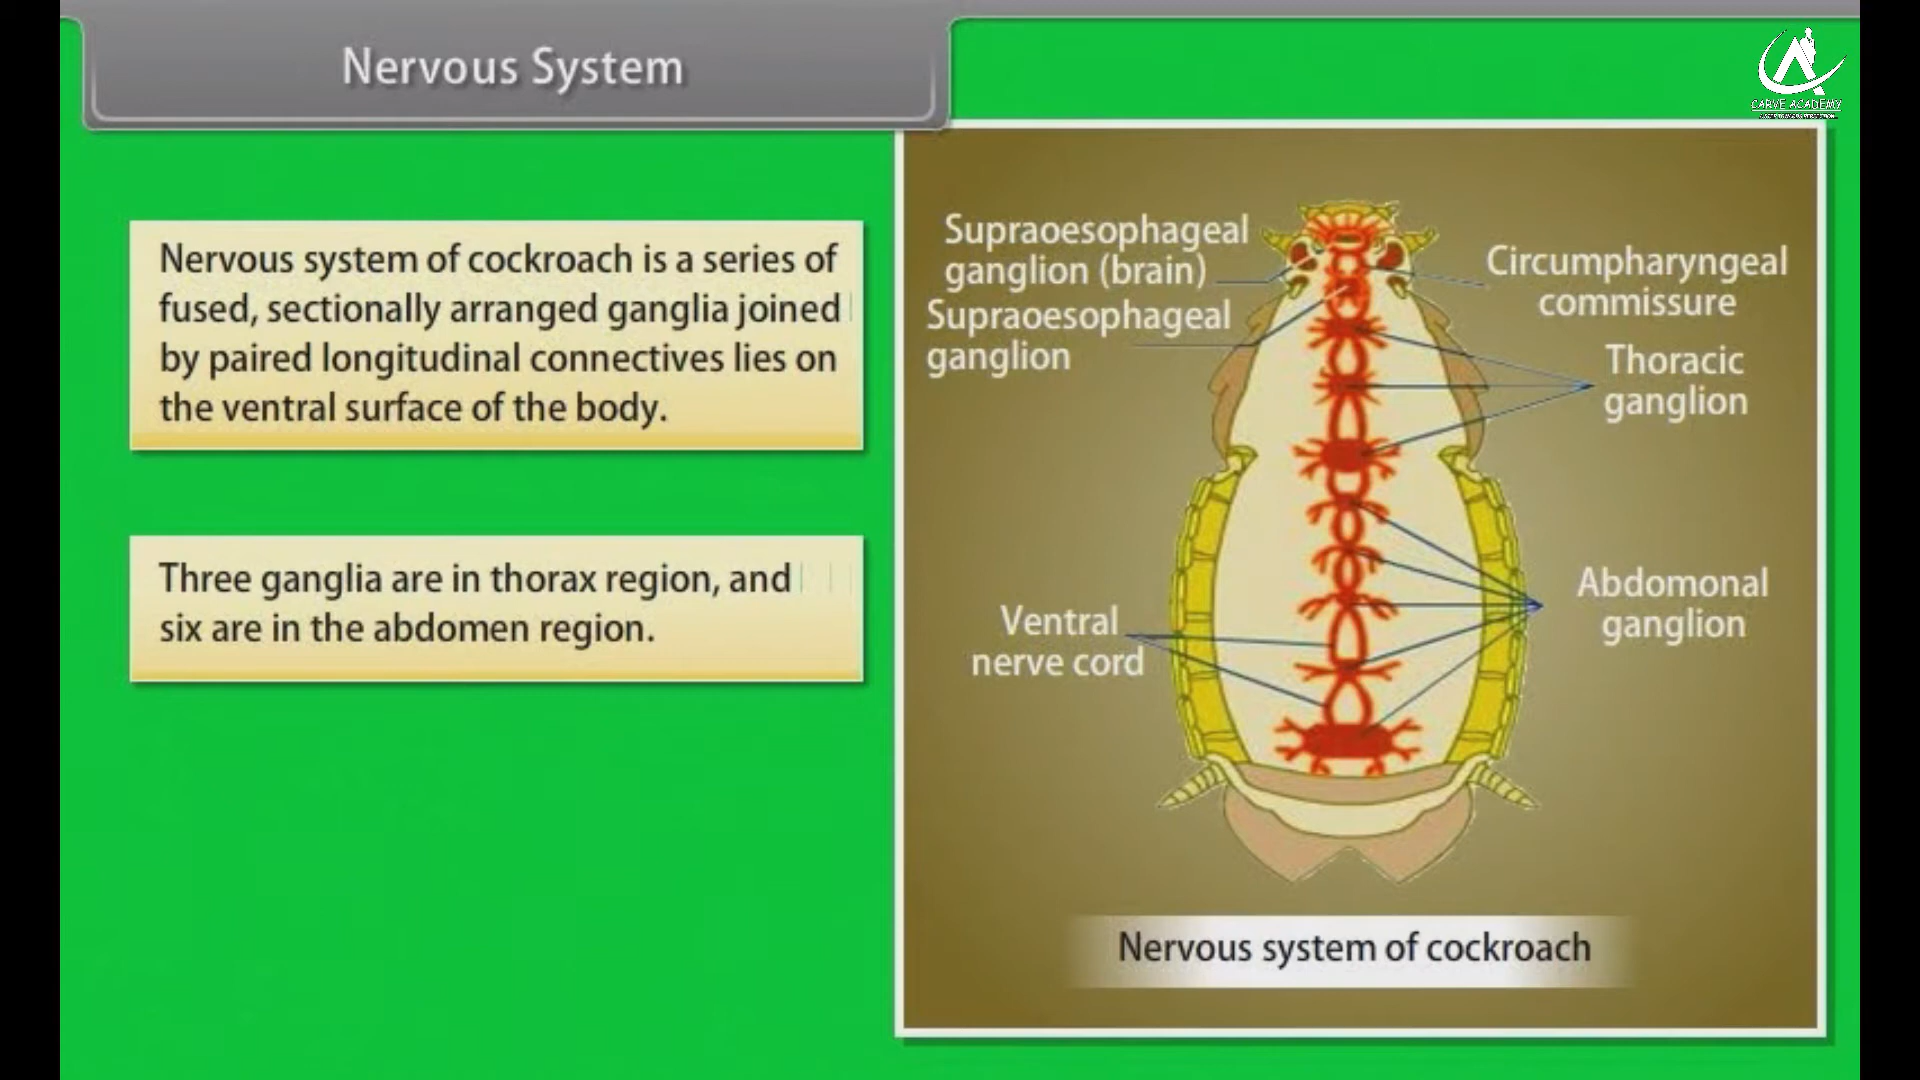 Nervous System
CARVE ACADEMY
Nervous system of cockroach is a series of
fused, sectionally arranged ganglia joined
by paired longitudinal connectives lies on
the ventral surface of the body.
Three ganglia are in thorax region, and
six are in the abdomen region.
Supraoesophageal
ganglion (brain)
Supraoesophageal
ganglion
Circumpharyngeal
commissure
Thoracic
ganglion
Abdomonal
ganglion
Ventral
nerve cord
Nervous system of cockroach